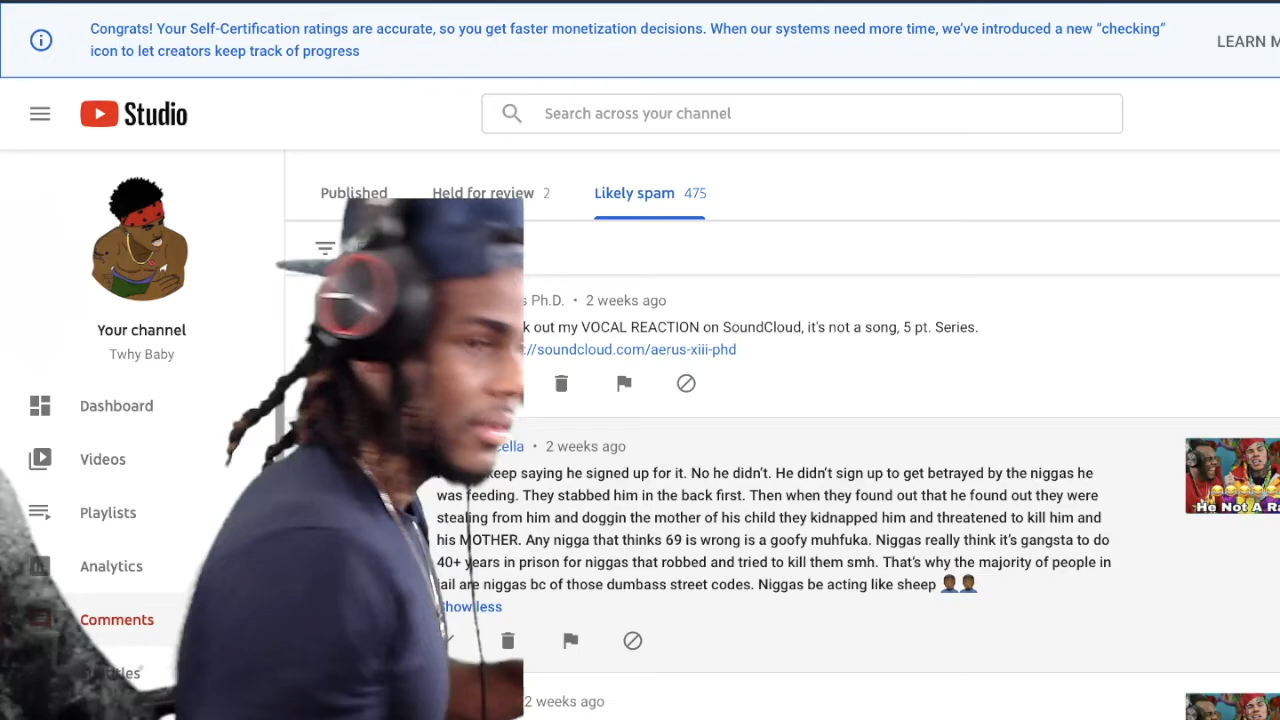 Congrats! Your Self-Certification ratings are accurate, so you get faster monetization decisions. When our systems need more time, we’ve introduced a new “checking”
icon to let creators keep track of progress
LEARN M
Studio
Search across your channel
Published
Held for review 2
Likely spam 475
Your channel
Twhy Baby
Dashboard
Videos
Playlists
Analytics
Comments
s Ph.D. • 2 weeks ago
k out my VOCAL REACTION on SoundCloud, it's not a song, 5 pt. Series.
://soundcloud.com/aerus-xiii-phd
cella • 2 weeks ago
keep saying he signed up for it. No he didn’t. He didn’t sign up to get betrayed by the niggas he
was feeding. They stabbed him in the back first. Then when they found out that he found out they were
stealing from him and doggin the mother of his child they kidnapped him and threatened to kill him and
his MOTHER. Any nigga that thinks 69 is wrong is a goofy muhfuka. Niggas really think it’s gangsta to do
40+ years in prison for niggas that robbed and tried to kill them smh. That’s why the majority of people in
jail are niggas bc of those dumbass street codes. Niggas be acting like sheep 🤦🏾‍♂️🤦🏾‍♂️
Show less
He Not A Ra
2 weeks ago